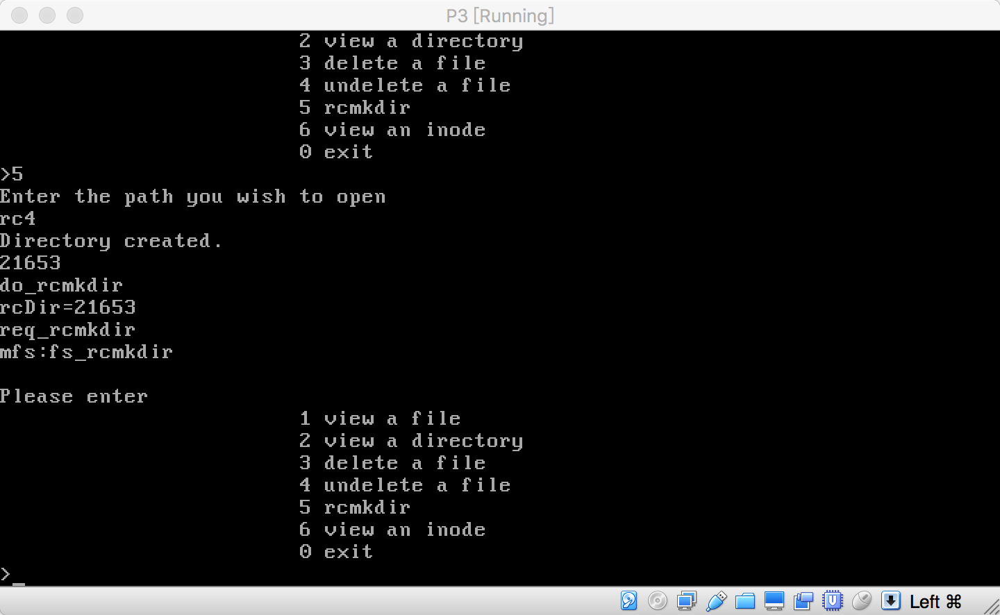 P3 [Running]
2 view a directory
3 delete a file
4 undelete a file
5 rcmkdir
6 view an inode
0 exit
>5
Enter the path you wish to open
rc4
Directory created.
21653
do_rcmkdir
rcDir=21653
req_rcmkdir
mfs:fs_rcmkdir
Please enter
1 view a file
2 view a directory
3 delete a file
4 undelete a file
5 rcmkdir
6 view an inode
0 exit
>_
Left ⌘